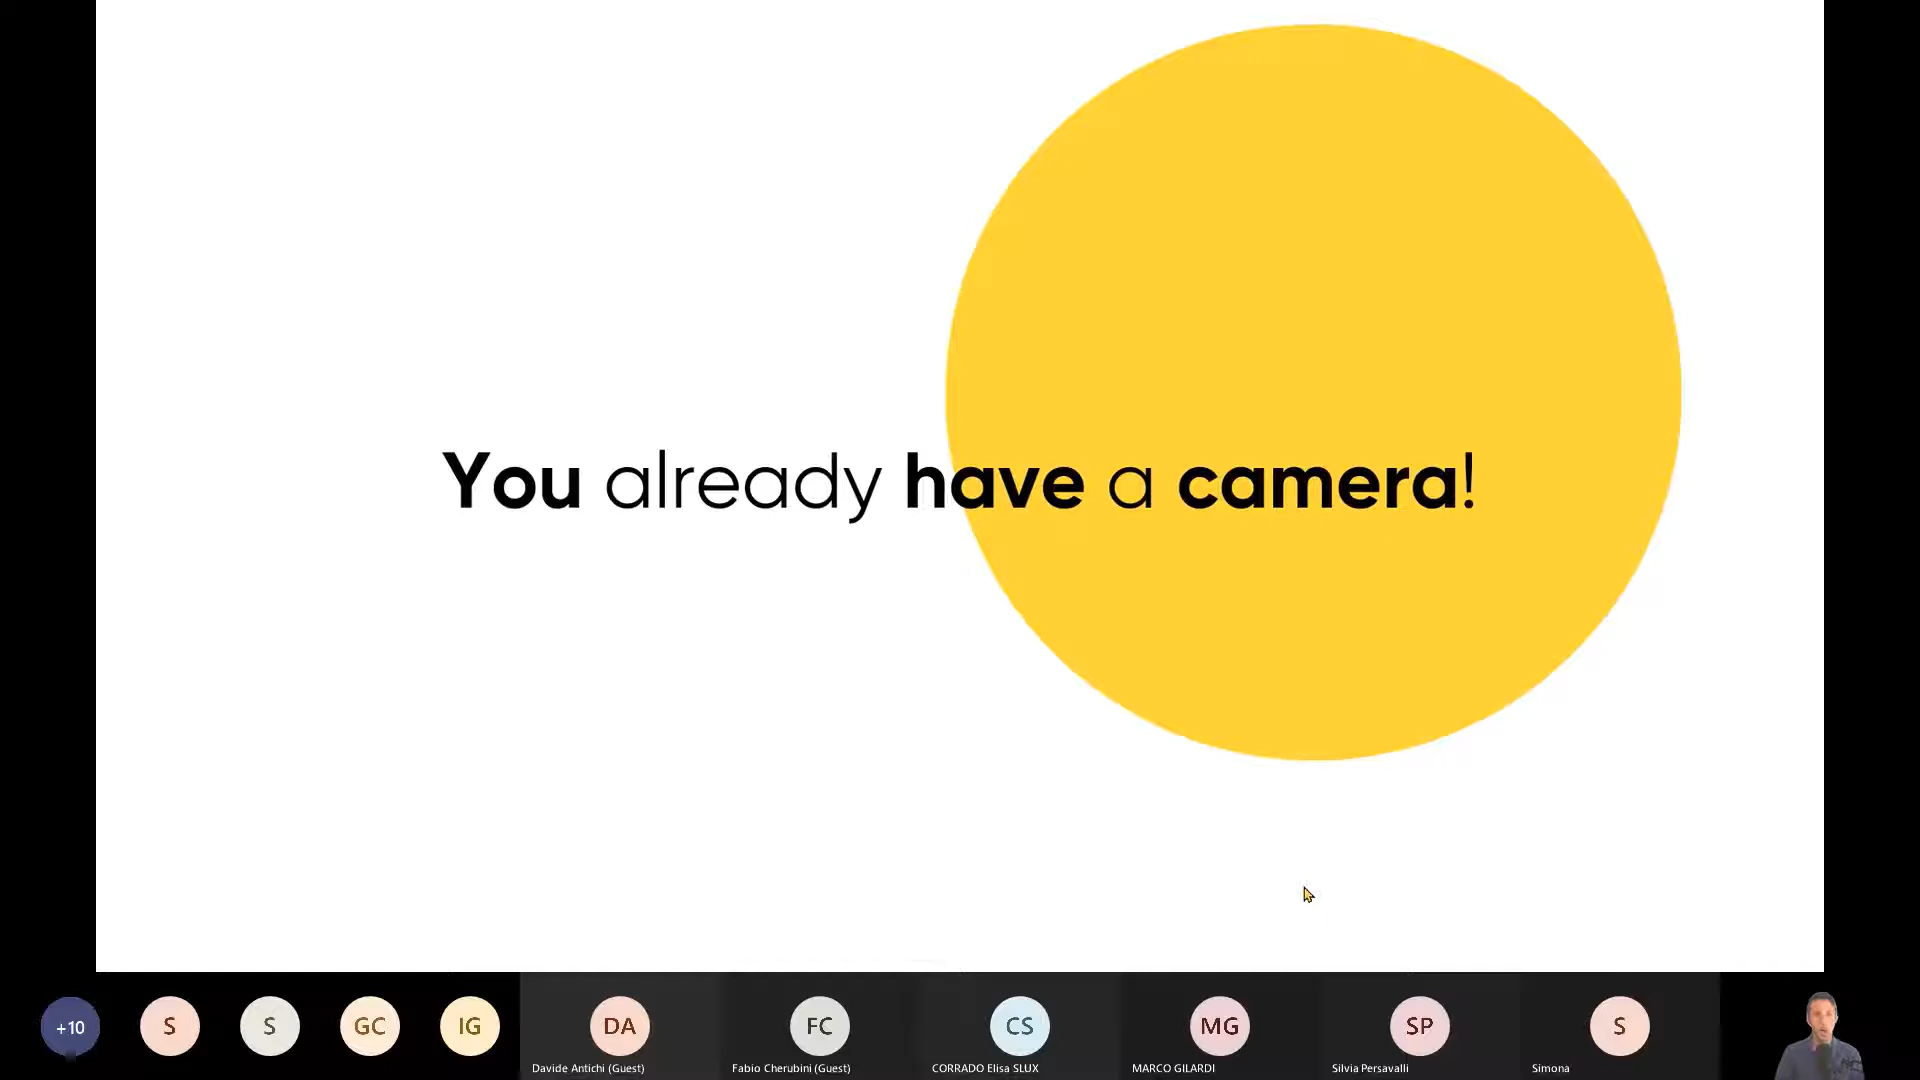 You already have a camera!
+10
S
S
GC
IG
DA
FC
CS
MG
SP
S
Davide Antichi (Guest)
Fabio Cherubini (Guest)
CORRADO Elisa SLUX
MARCO GILARDI
Silvia Persavalli
Simona